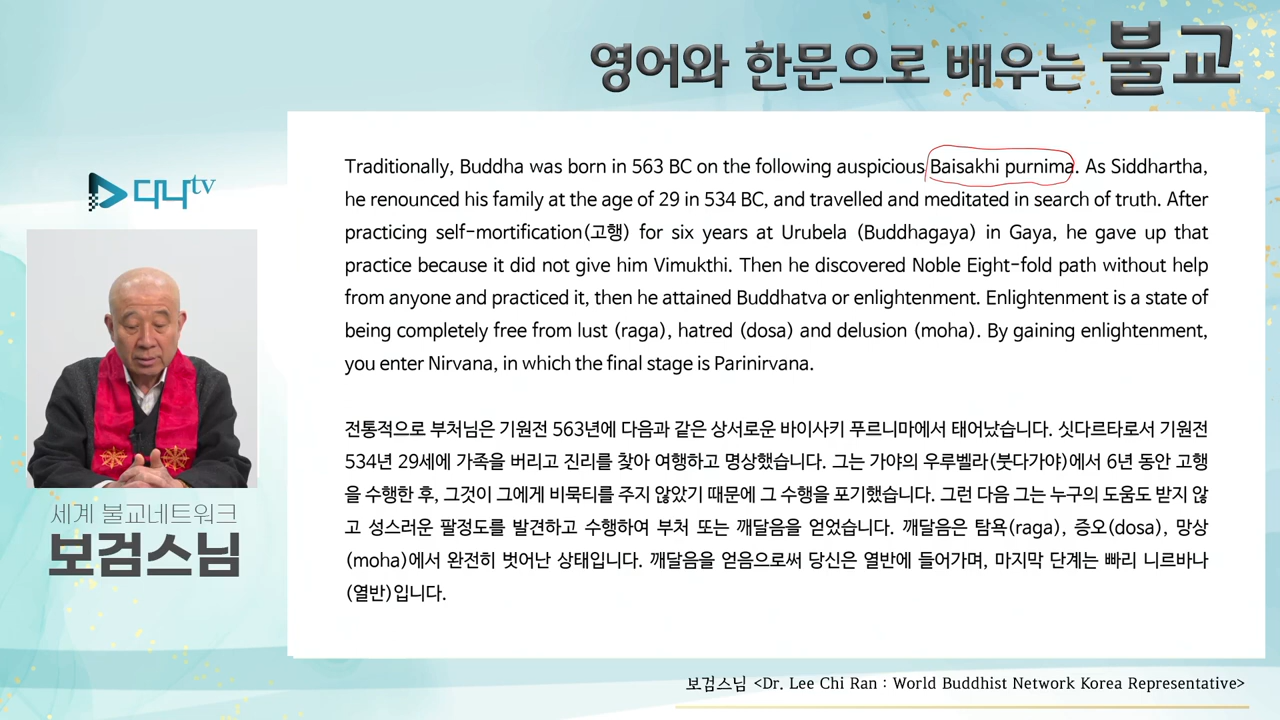 영어와 한문으로 배우는 불교
디나tv
Traditionally, Buddha was born in 563 BC on the following auspicious Baisakhi purnima. As Siddhartha,
he renounced his family at the age of 29 in 534 BC, and travelled and meditated in search of truth. After
practicing self-mortification(고행) for six years at Urubela (Buddhagaya) in Gaya, he gave up that
practice because it did not give him Vimukthi. Then he discovered Noble Eight-fold path without help
from anyone and practiced it, then he attained Buddhatva or enlightenment. Enlightenment is a state of
being completely free from lust (raga), hatred (dosa) and delusion (moha). By gaining enlightenment,
you enter Nirvana, in which the final stage is Parinirvana.
전통적으로 부처님은 기원전 563년에 다음과 같은 상서로운 바이사키 푸르니마에서 태어났습니다. 싯다르타로서 기원전
534년 29세에 가족을 버리고 진리를 찾아 여행하고 명상했습니다. 그는 가야의 우루벨라(붓다가야)에서 6년 동안 고행
을 수행한 후, 그것이 그에게 비묵티를 주지 않았기 때문에 그 수행을 포기했습니다. 그런 다음 그는 누구의 도움도 받지 않
고 성스러운 팔정도를 발견하고 수행하여 부처 또는 깨달음을 얻었습니다. 깨달음은 탐욕(raga), 증오(dosa), 망상
(moha)에서 완전히 벗어난 상태입니다. 깨달음을 얻음으로써 당신은 열반에 들어가며, 마지막 단계는 빠리 니르바나
(열반)입니다.
세계 불교네트워크
보검스님
보검스님 <Dr. Lee Chi Ran : World Buddhist Network Korea Representative>